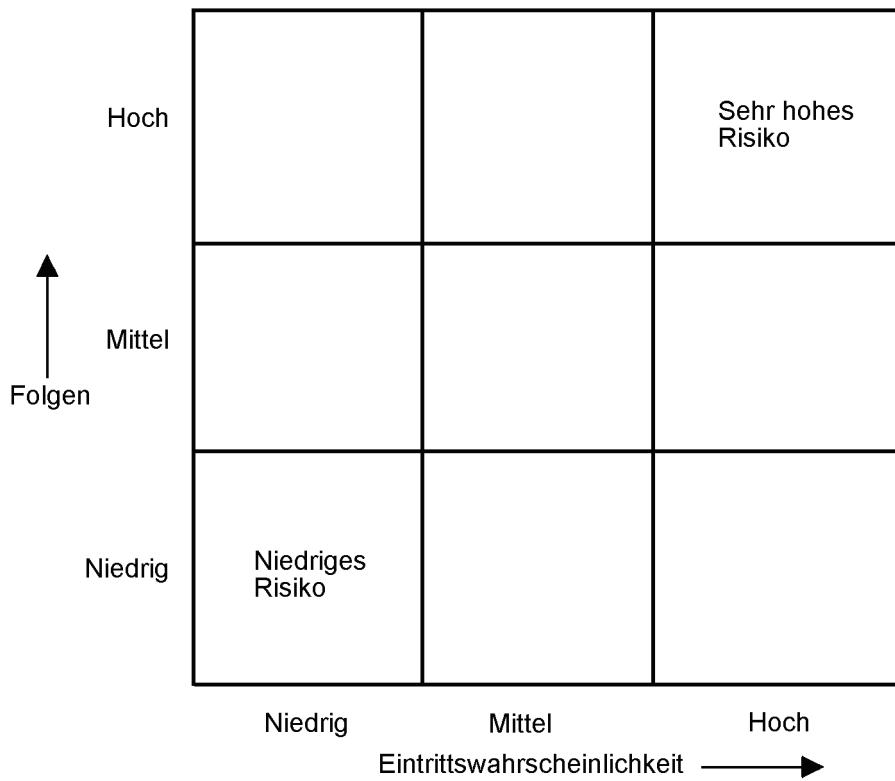 Hoch
Sehr hohes
Risiko
Mittel
Folgen
Niedrig
Niedriges
Risiko
Niedrig
Mittel
Hoch
Eintrittswahrscheinlichkeit